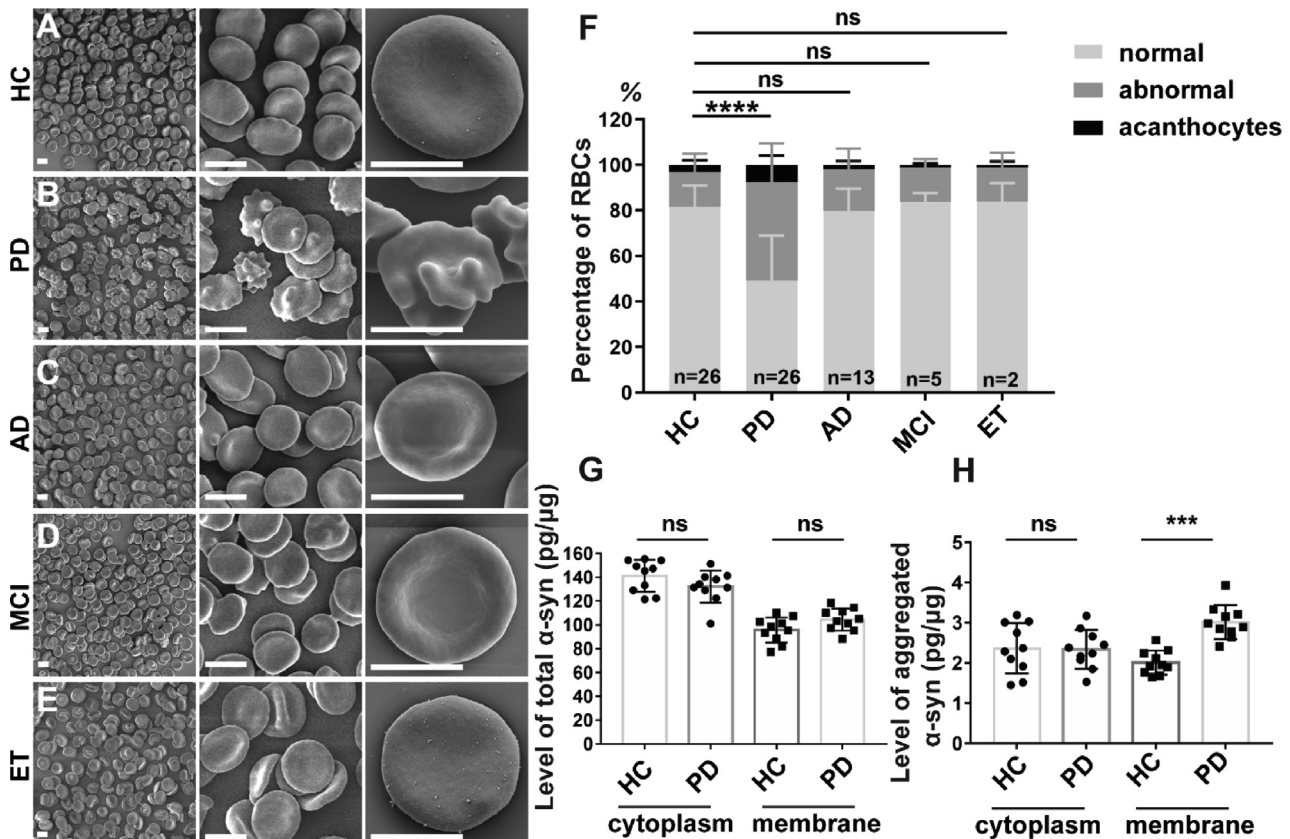 A
HC
B
PD
C
AD
D
MCI
E
ET
F
ns
ns
ns
****
%
normal
abnormal
acanthocytes
Percentage of RBCs
120
100
80
60
40
20
0
n=26
n=26
n=13
n=5
n=2
HC
PD
AD
MCI
ET
G
Level of total α-syn (pg/μg)
ns
ns
160
140
120
100
80
60
40
20
0
HC
PD
HC
PD
cytoplasm
membrane
H
Level of aggregated
α-syn (pg/μg)
ns
***
5
4
3
2
1
0
HC
PD
HC
PD
cytoplasm
membrane